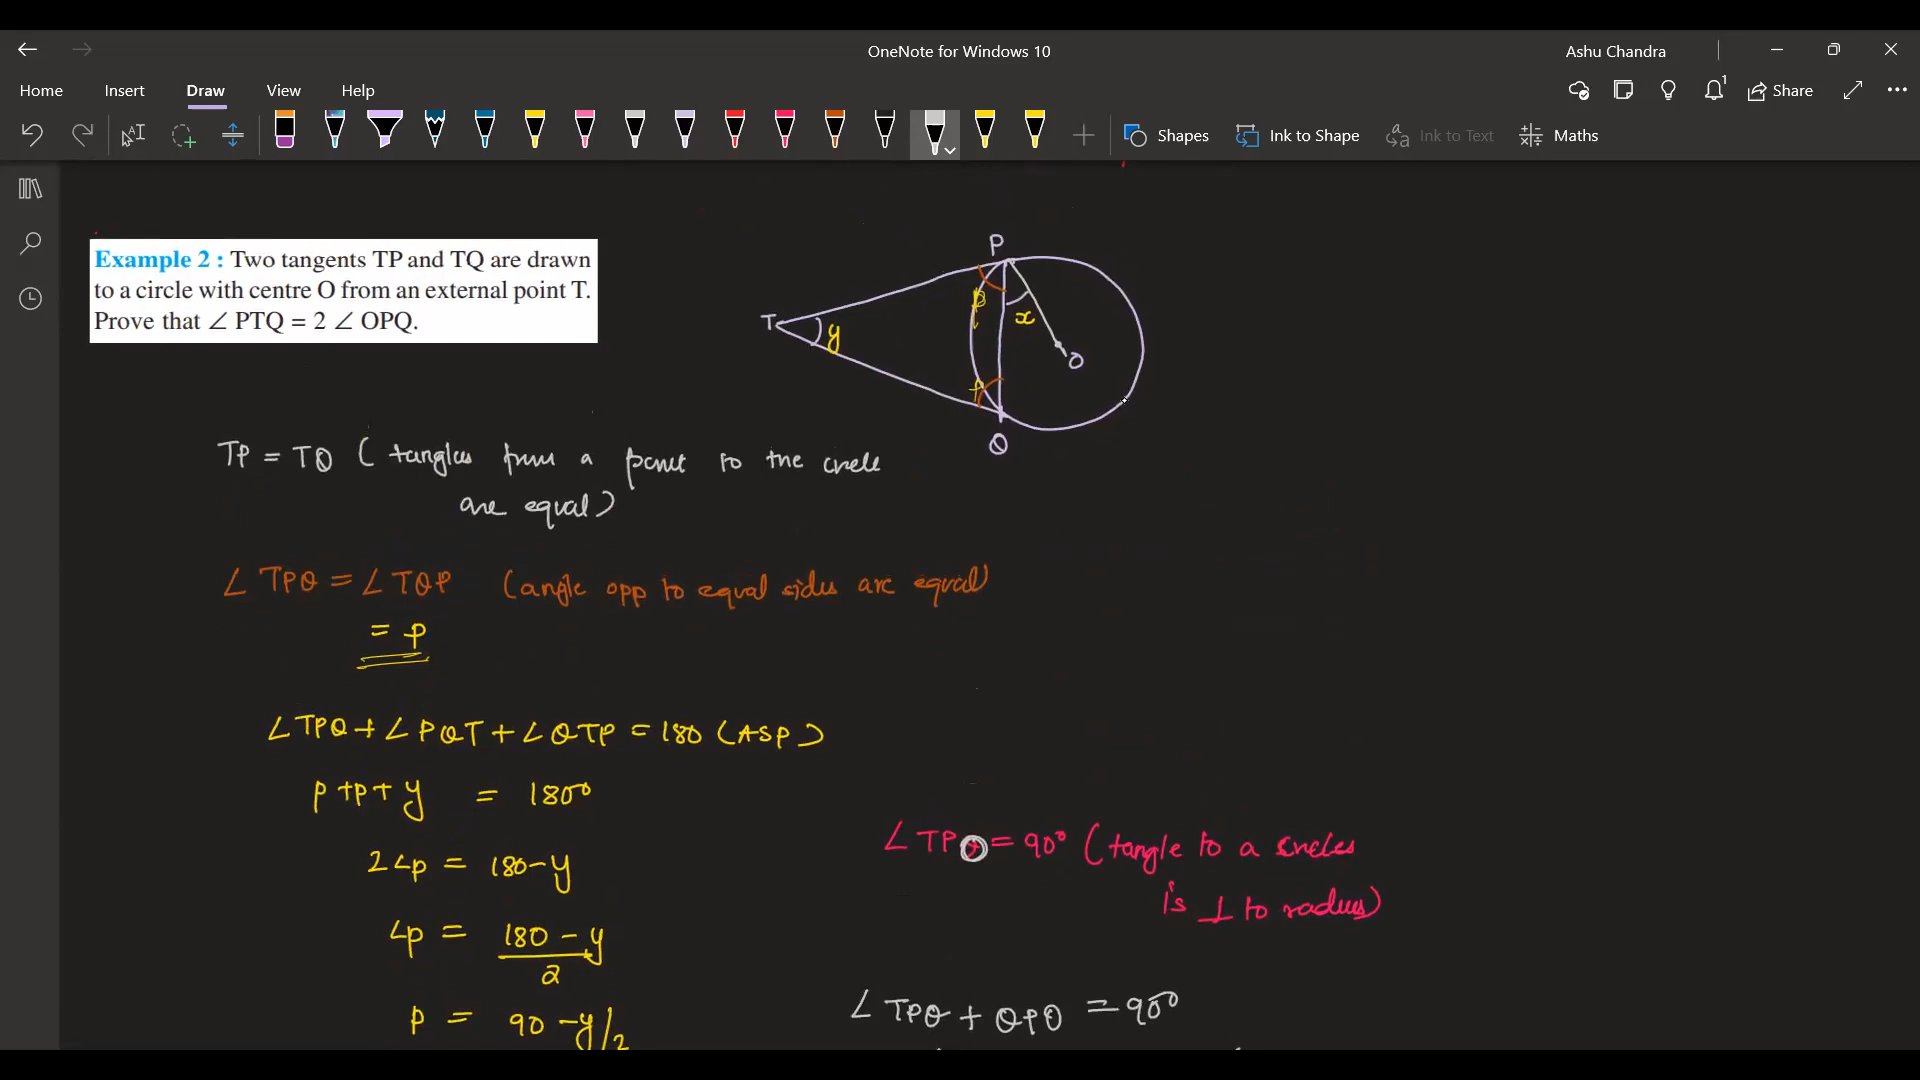 OneNote for Windows 10
Ashu Chandra
Home Insert Draw View Help
1 Share
Shapes Ink to Shape Ink to Text Maths
Example 2 : Two tangents TP and TQ are drawn
to a circle with centre O from an external point T.
Prove that ∠ PTQ = 2 ∠ OPQ.
P
T y p x
O
p
Q
TP = TQ ( tangles from a point to the circle
are equal)
∠ TPQ = ∠ TQP (angle opp to equal sides are equal)
= p
∠TPQ + ∠PQT + ∠QTP = 180 (ASP)
p + p + y = 180°
2∠p = 180 - y
∠p = 180 - y
2
p = 90 - y/2
∠ TPO = 90° (tangle to a circles
is ⊥ to radius)
∠ TPQ + QPO = 90°